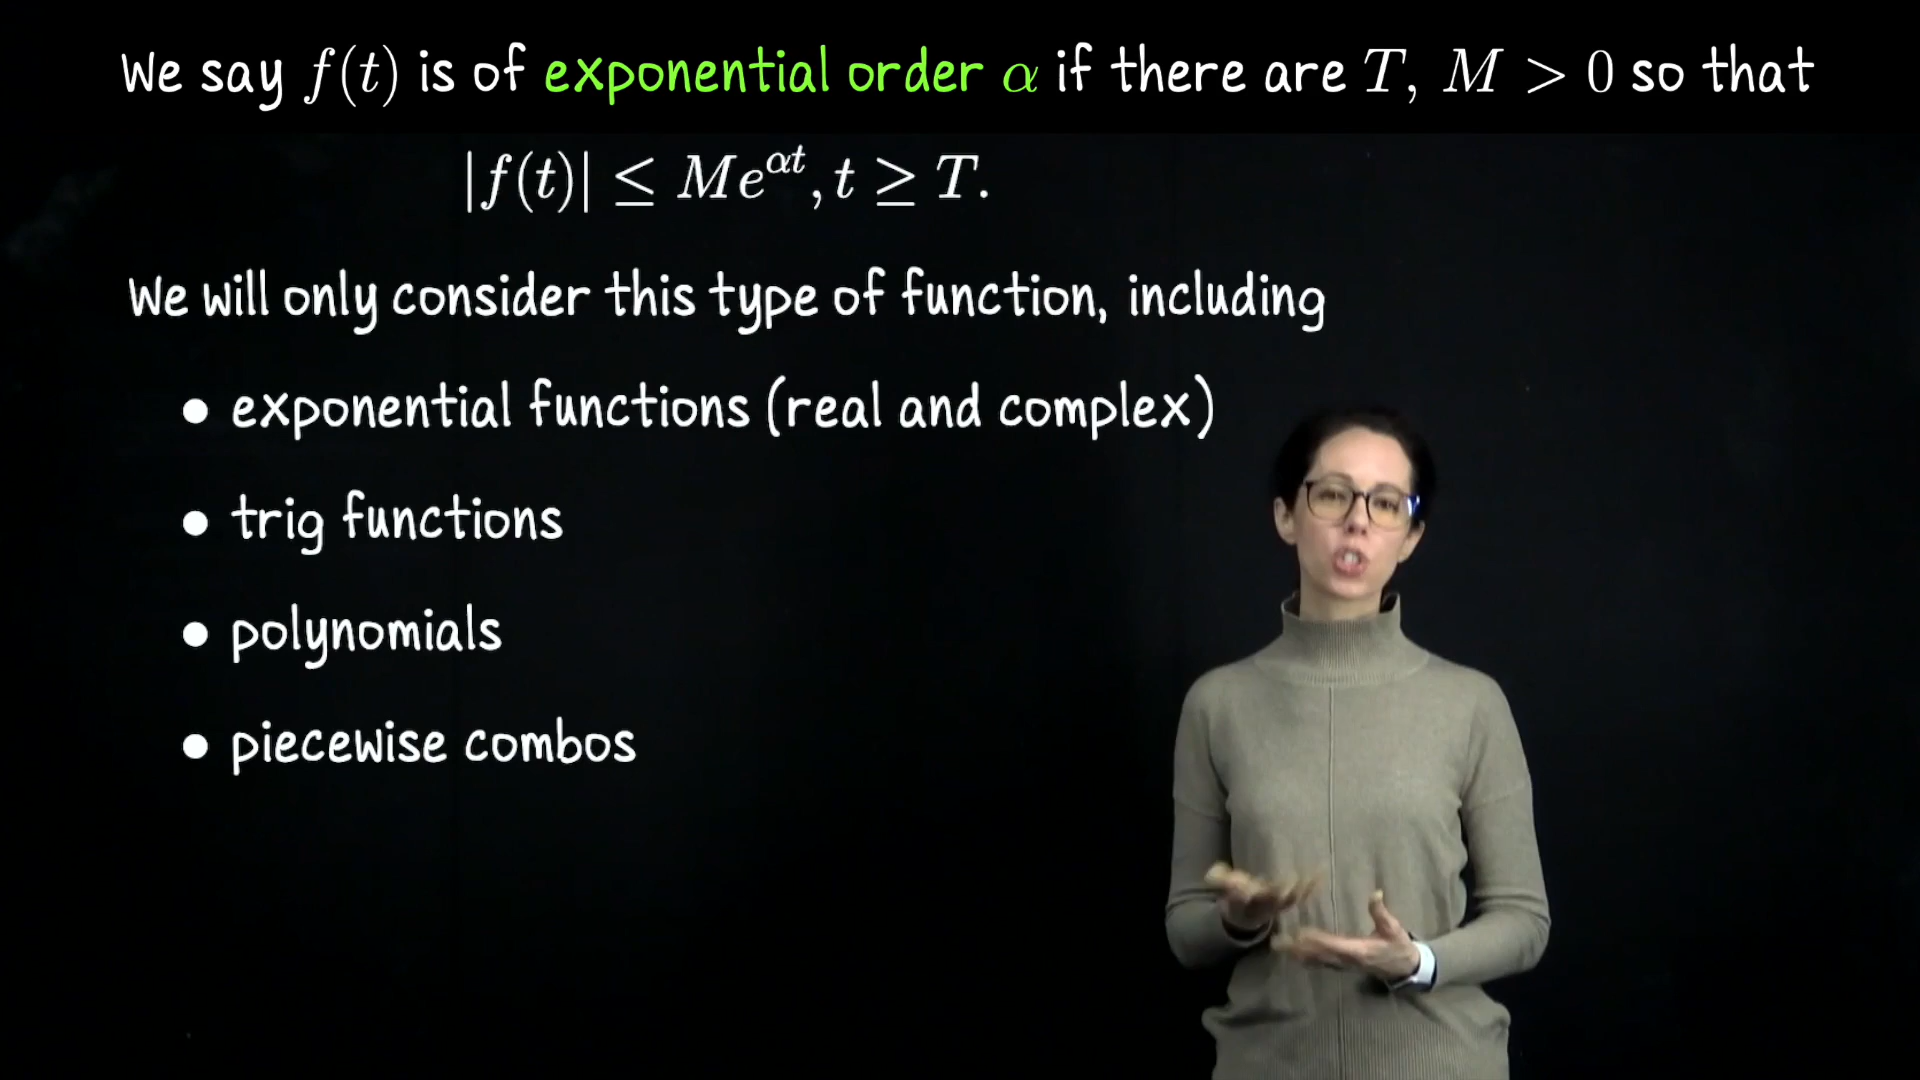 We say f(t) is of exponential order α if there are T, M > 0 so that
|f(t)| ≤ Me^{αt}, t ≥ T.
We will only consider this type of function, including
• exponential functions (real and complex)
• trig functions
• polynomials
• piecewise combos